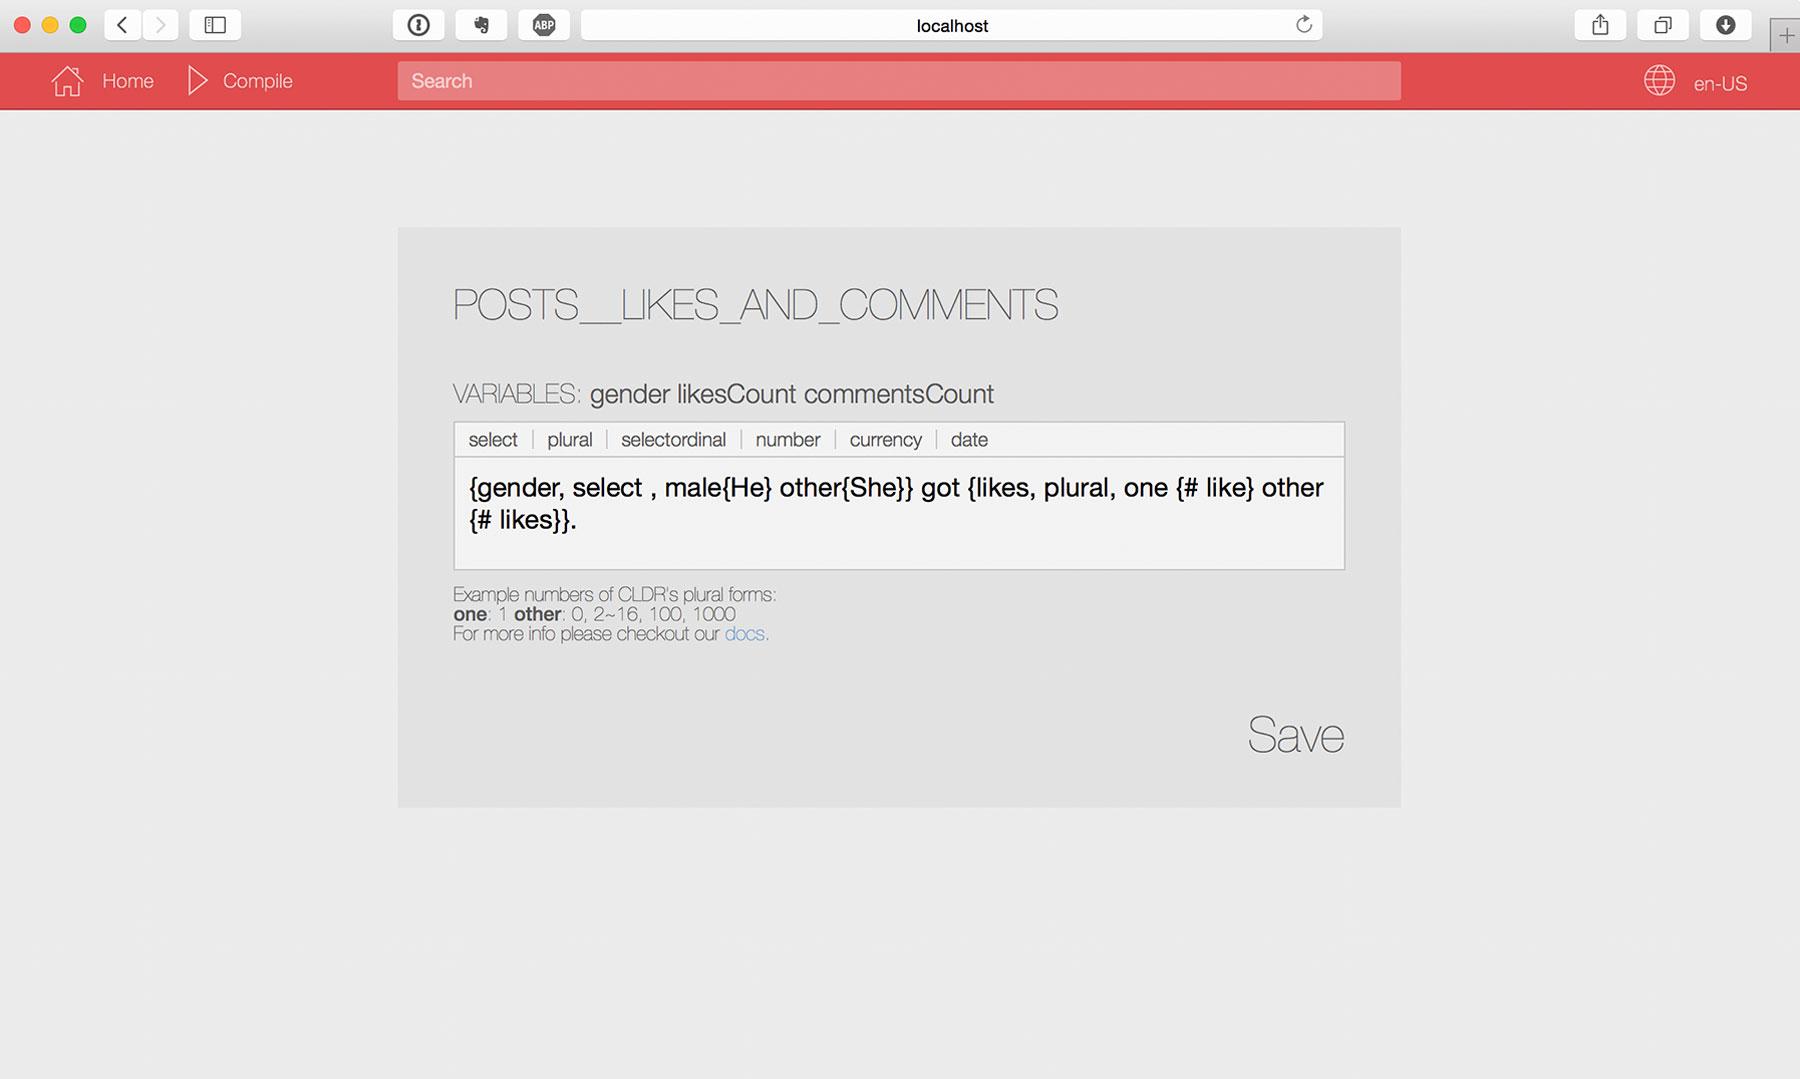 ABP
localhost
Home
Compile
Search
en-US
POSTS__LIKES_AND_COMMENTS
VARIABLES: gender likesCount commentsCount
select | plural | selectordinal | number | currency | date
{gender, select , male{He} other{She}} got {likes, plural, one {# like} other
{# likes}}.
Example numbers of CLDR's plural forms:
one: 1 other: 0, 2~16, 100, 1000
For more info please checkout our docs.
Save